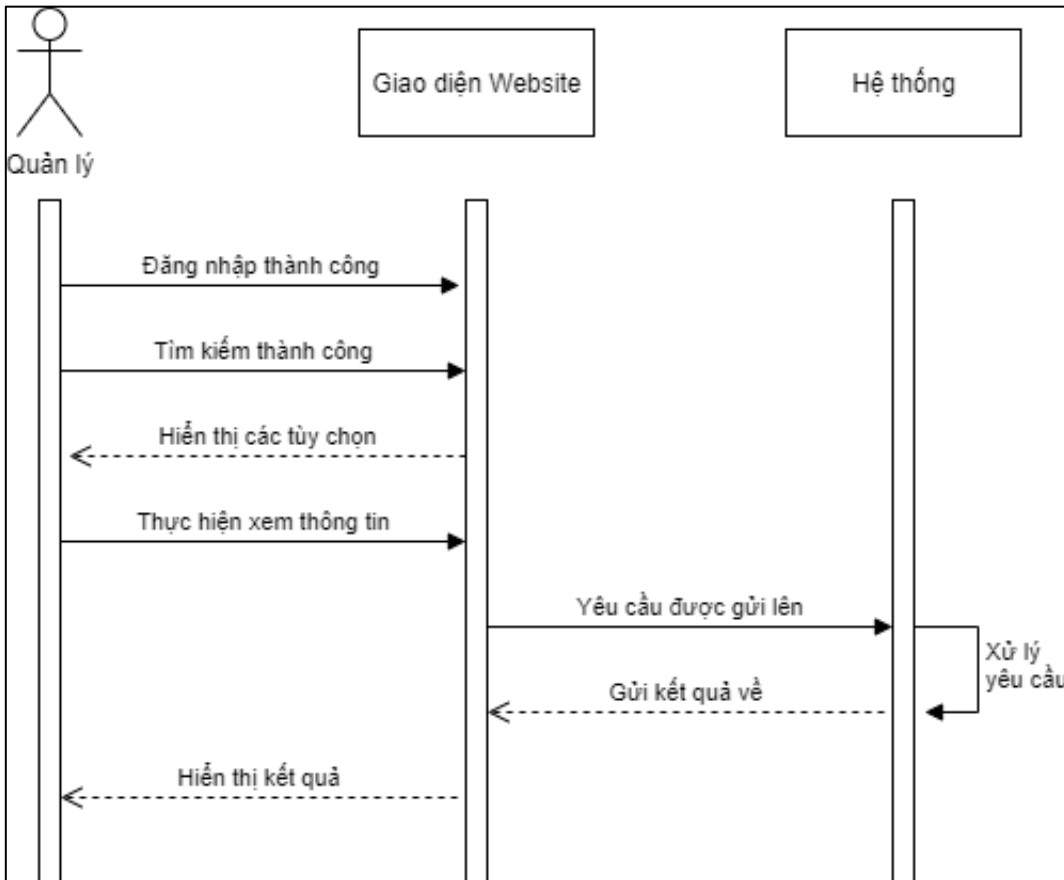 Giao diện Website
Hệ thống
Quản lý
Đăng nhập thành công
Tìm kiếm thành công
Hiển thị các tùy chọn
Thực hiện xem thông tin
Yêu cầu được gửi lên
Xử lý
yêu cầu
Gửi kết quả về
Hiển thị kết quả